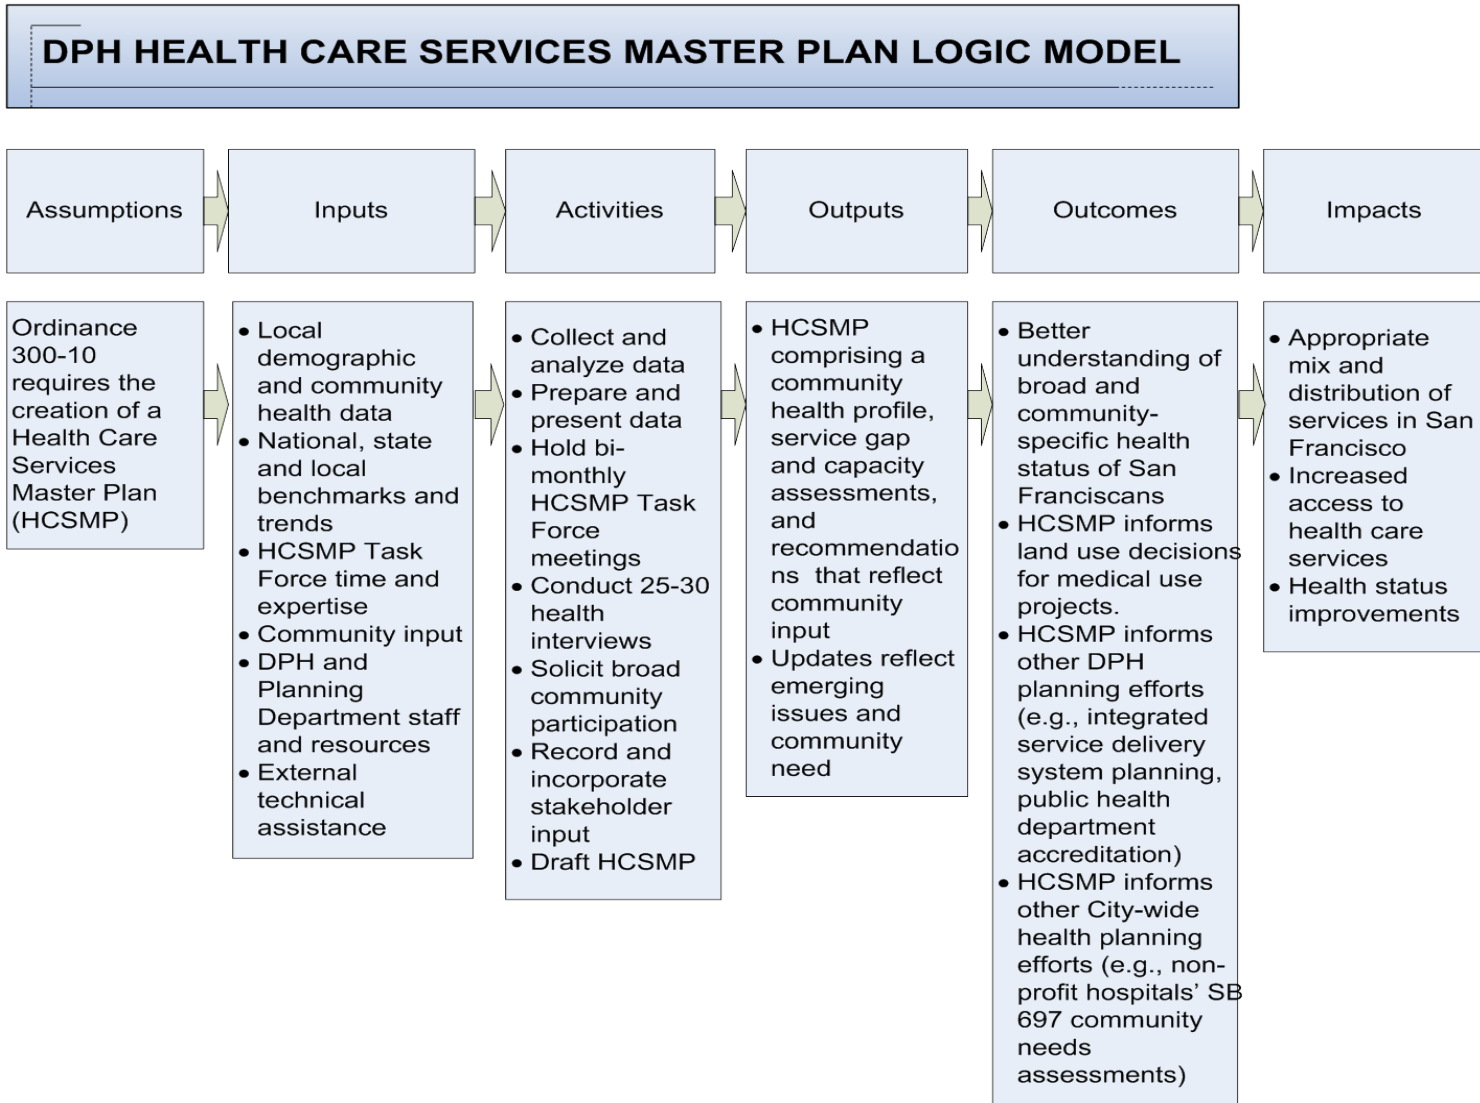 DPH HEALTH CARE SERVICES MASTER PLAN LOGIC MODEL
Assumptions
Inputs
Activities
Outputs
Outcomes
Impacts
Ordinance
300-10
requires the
creation of a
Health Care
Services
Master Plan
(HCSMP)
• Local
demographic
and community
health data
• National, state
and local
benchmarks and
trends
• HCSMP Task
Force time and
expertise
• Community input
• DPH and
Planning
Department staff
and resources
• External
technical
assistance
• Collect and
analyze data
• Prepare and
present data
• Hold bi-
monthly
HCSMP Task
Force
meetings
• Conduct 25-30
health
interviews
• Solicit broad
community
participation
• Record and
incorporate
stakeholder
input
• Draft HCSMP
• HCSMP
comprising a
community
health profile,
service gap
and capacity
assessments,
and
recommendatio
ns that reflect
community
input
• Updates reflect
emerging
issues and
community
need
• Better
understanding of
broad and
community-
specific health
status of San
Franciscans
• HCSMP informs
land use decisions
for medical use
projects.
• HCSMP informs
other DPH
planning efforts
(e.g., integrated
service delivery
system planning,
public health
department
accreditation)
• HCSMP informs
other City-wide
health planning
efforts (e.g., non-
profit hospitals’ SB
697 community
needs
assessments)
• Appropriate
mix and
distribution of
services in San
Francisco
• Increased
access to
health care
services
• Health status
improvements